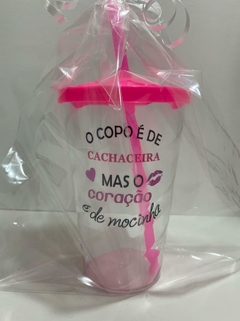 O COPO É DE
CACHACEIRA
MAS O
coração
e de mocinha